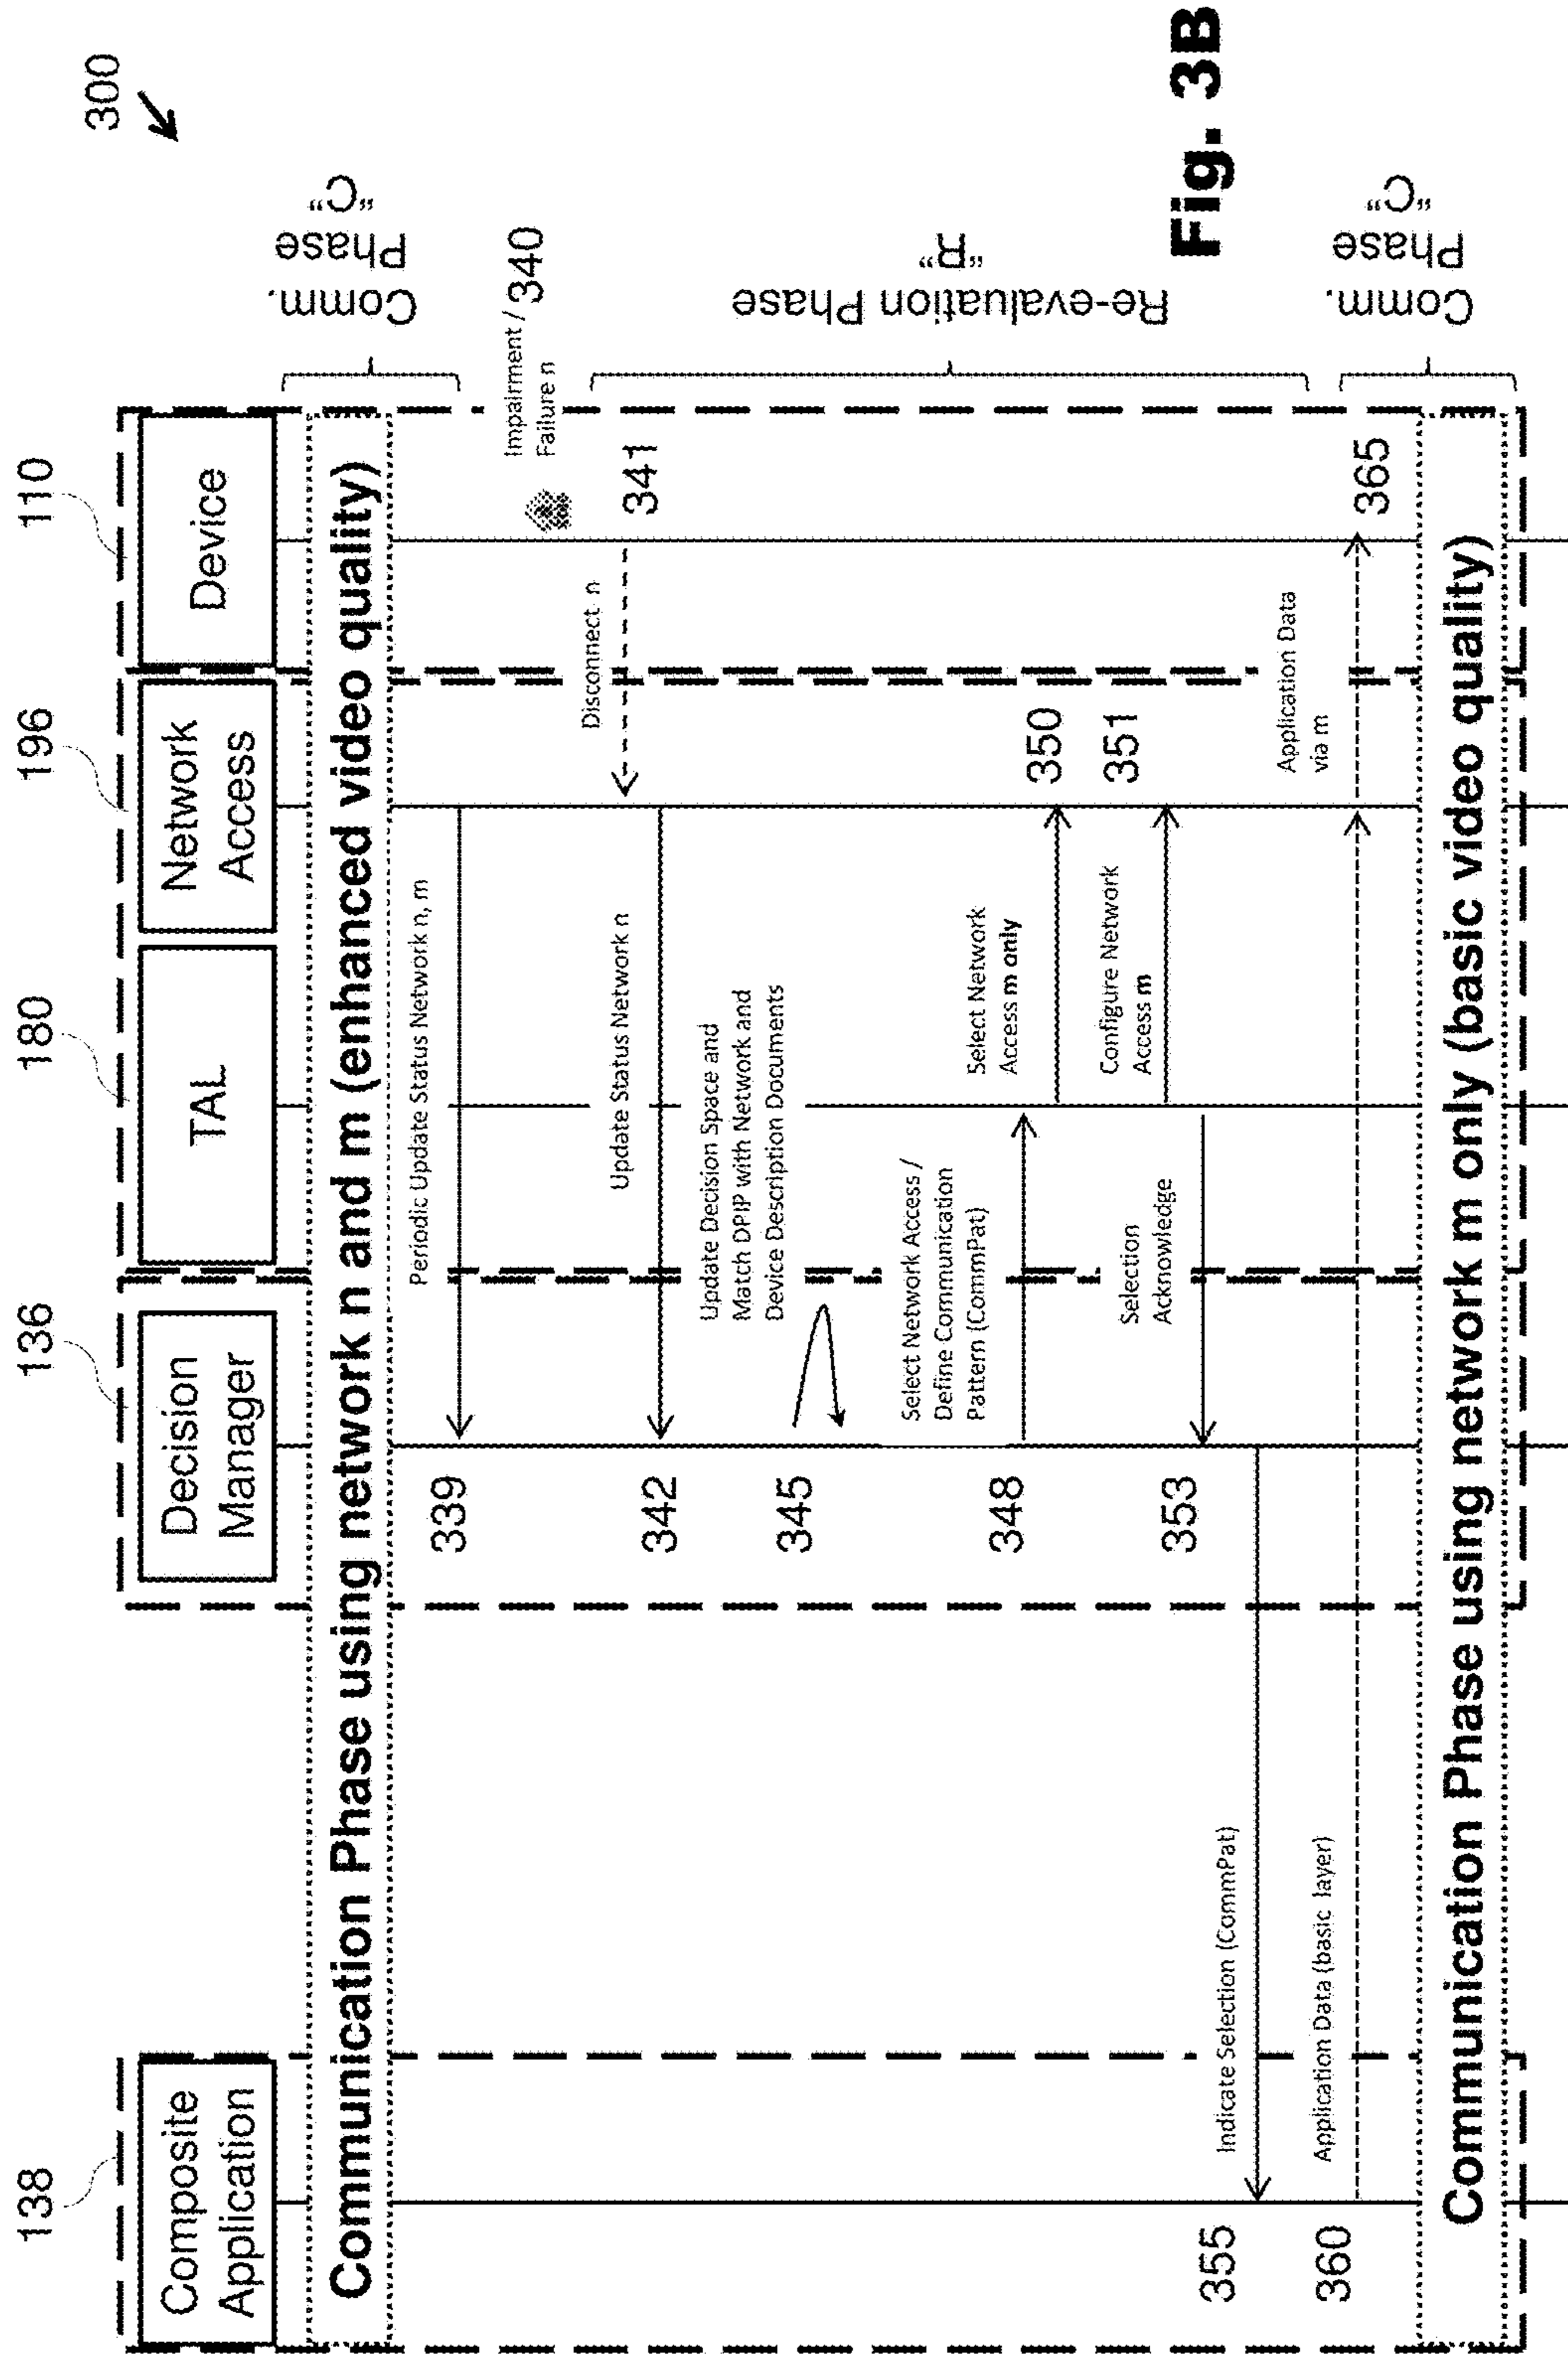 300
138
136
180
196
110
Composite
Application
Decision
Manager
TAL
Network
Access
Device
Communication Phase using network n and m (enhanced video quality)
Comm.
Phase
"C"
339
Periodic Update Status Network n, m
Impairment /
Failure n
340
Disconnect n
341
342
Update Status Network n
345
Update Decision Space and
Match DPIP with Network and
Device Description Documents
Re-evaluation Phase
"R"
348
Select Network Access /
Define Communication
Pattern (CommPat)
Select Network
Access m only
350
Configure Network
Access m
351
353
Selection
Acknowledge
355
Indicate Selection (CommPat)
360
Application Data (basic layer)
Application Data
via m
365
Communication Phase using network m only (basic video quality)
Comm.
Phase
"C"
Fig. 3B